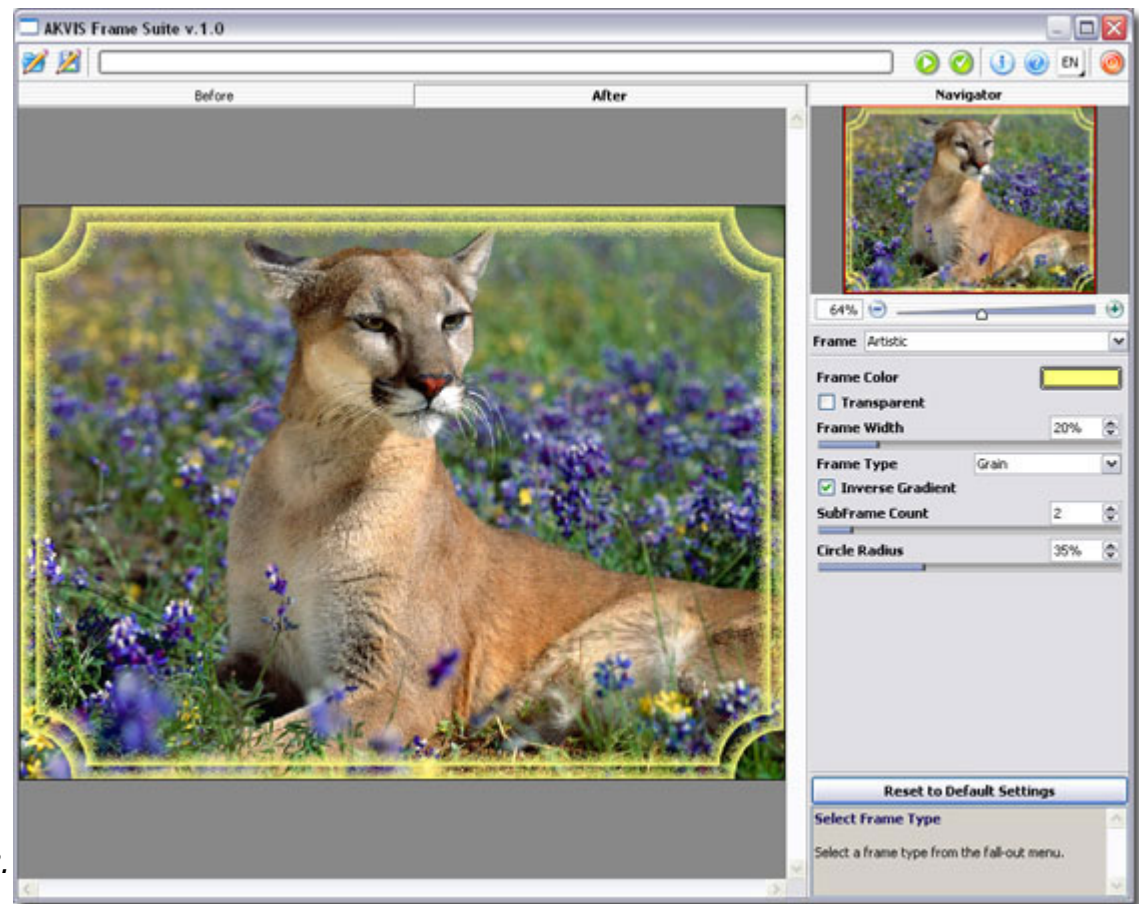 AKVIS Frame Suite v.1.0
EN
Before
After
Navigator
64%
Frame Artistic
Frame Color
Transparent
Frame Width 20%
Frame Type Grain
Inverse Gradient
SubFrame Count 2
Circle Radius 35%
Reset to Default Settings
Select Frame Type
Select a frame type from the fall-out menu.